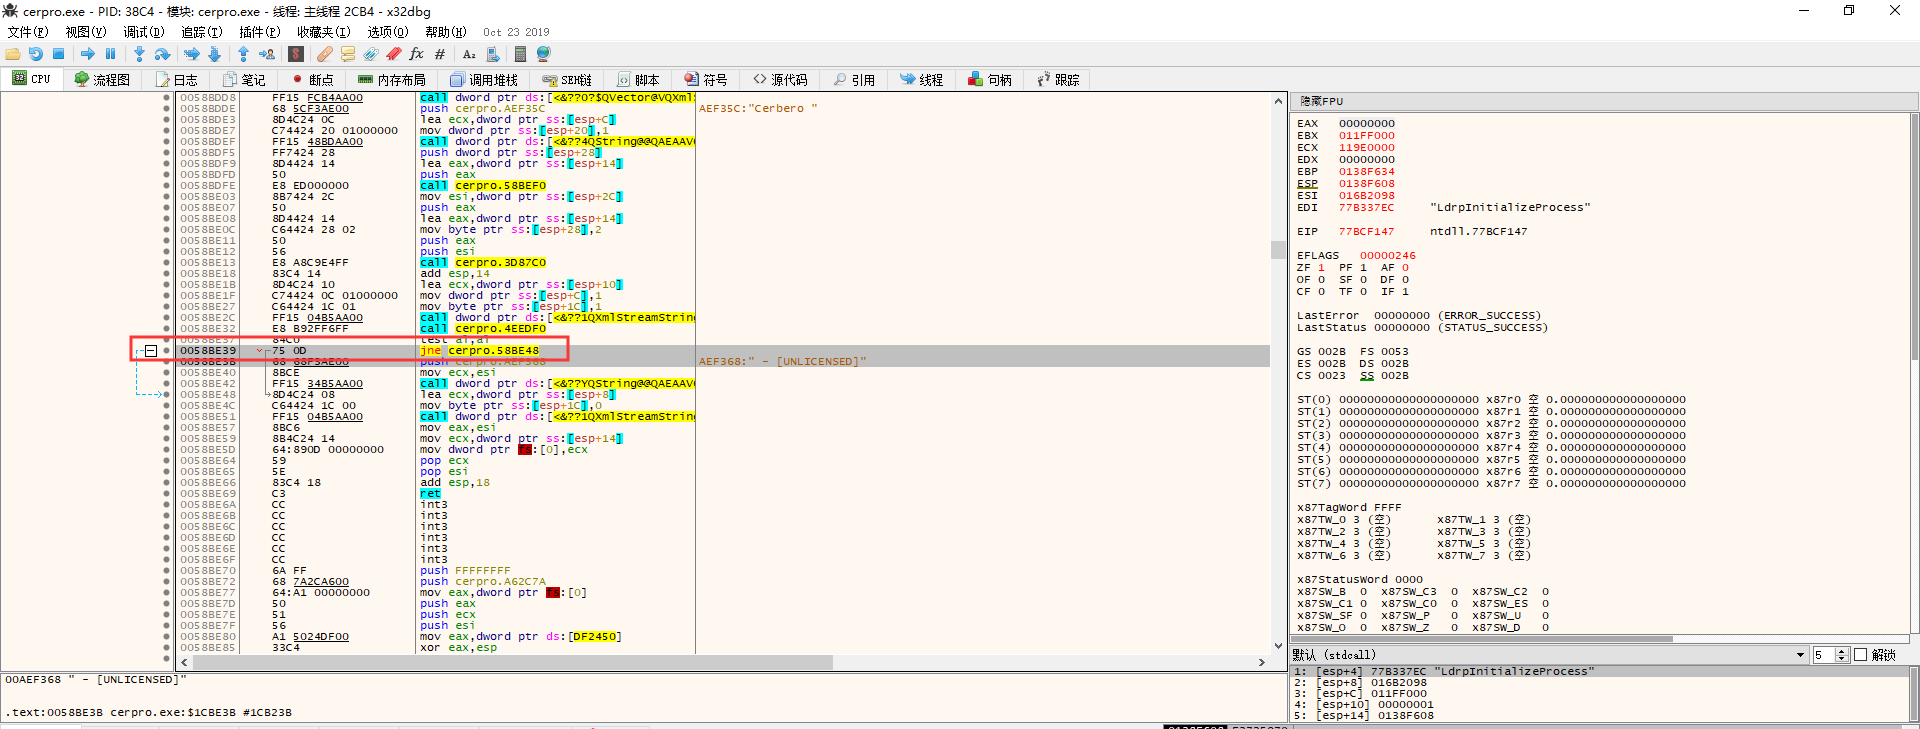 cerpro.exe - PID: 38C4 - 模块: cerpro.exe - 线程: 主线程 2CB4 - x32dbg
文件(F) 视图(V) 调试(D) 追踪(T) 插件(P) 收藏夹(I) 选项(O) 帮助(H) Oct 23 2019
CPU 流程图 日志 笔记 断点 内存布局 调用堆栈 SEH链 脚本 符号 源代码 引用 线程 句柄 跟踪
0058BDD8 FF15 FCB4AA00 call dword ptr ds:[<&??0?$QVector@VQXmlS
0058BDDE 68 5CF3AE00 push cerpro.AEF35C AEF35C:"Cerbero "
0058BDE3 8D4C24 0C lea ecx,dword ptr ss:[esp+C]
0058BDE7 C74424 20 01000000 mov dword ptr ss:[esp+20],1
0058BDEF FF15 48BDAA00 call dword ptr ds:[<&??4QString@@QAEAAV0
0058BDF5 FF7424 28 push dword ptr ss:[esp+28]
0058BDF9 8D4424 14 lea eax,dword ptr ss:[esp+14]
0058BDFD 50 push eax
0058BDFE E8 ED000000 call cerpro.58BEF0
0058BE03 8B7424 2C mov esi,dword ptr ss:[esp+2C]
0058BE07 50 push eax
0058BE08 8D4424 14 lea eax,dword ptr ss:[esp+14]
0058BE0C C64424 28 02 mov byte ptr ss:[esp+28],2
0058BE11 50 push eax
0058BE12 56 push esi
0058BE13 E8 A8C9E4FF call cerpro.3D87C0
0058BE18 83C4 14 add esp,14
0058BE1B 8D4C24 10 lea ecx,dword ptr ss:[esp+10]
0058BE1F C74424 0C 01000000 mov dword ptr ss:[esp+C],1
0058BE27 C64424 1C 01 mov byte ptr ss:[esp+1C],1
0058BE2C FF15 04B5AA00 call dword ptr ds:[<&??1QXmlStreamString
0058BE32 E8 B92FF6FF call cerpro.4EEDF0
0058BE37 84C0 test al,al
0058BE39 75 0D jne cerpro.58BE48
0058BE3B 68 68F3AE00 push cerpro.AEF368 AEF368:" - [UNLICENSED]"
0058BE40 8BCE mov ecx,esi
0058BE42 FF15 34B5AA00 call dword ptr ds:[<&??YQString@@QAEAAV0
0058BE48 8D4C24 08 lea ecx,dword ptr ss:[esp+8]
0058BE4C C64424 1C 00 mov byte ptr ss:[esp+1C],0
0058BE51 FF15 04B5AA00 call dword ptr ds:[<&??1QXmlStreamString
0058BE57 8BC6 mov eax,esi
0058BE59 8B4C24 14 mov ecx,dword ptr ss:[esp+14]
0058BE5D 64:890D 00000000 mov dword ptr fs:[0],ecx
0058BE64 59 pop ecx
0058BE65 5E pop esi
0058BE66 83C4 18 add esp,18
0058BE69 C3 ret
0058BE6A CC int3
0058BE6B CC int3
0058BE6C CC int3
0058BE6D CC int3
0058BE6E CC int3
0058BE6F CC int3
0058BE70 6A FF push FFFFFFFF
0058BE72 68 7A2CA600 push cerpro.A62C7A
0058BE77 64:A1 00000000 mov eax,dword ptr fs:[0]
0058BE7D 50 push eax
0058BE7E 51 push ecx
0058BE7F 56 push esi
0058BE80 A1 5024DF00 mov eax,dword ptr ds:[DF2450]
0058BE85 33C4 xor eax,esp
00AEF368 " - [UNLICENSED]"
.text:0058BE3B cerpro.exe:$1CBE3B #1CB23B
隐藏FPU
EAX 00000000
EBX 011FF000
ECX 119E0000
EDX 00000000
EBP 0138F634
ESP 0138F608
ESI 016B2098
EDI 77B337EC "LdrpInitializeProcess"
EIP 77BCF147 ntdll.77BCF147
EFLAGS 00000246
ZF 1 PF 1 AF 0
OF 0 SF 0 DF 0
CF 0 TF 0 IF 1
LastError 00000000 (ERROR_SUCCESS)
LastStatus 00000000 (STATUS_SUCCESS)
GS 002B FS 0053
ES 002B DS 002B
CS 0023 SS 002B
ST(0) 00000000000000000000 x87r0 空 0.000000000000000000
ST(1) 00000000000000000000 x87r1 空 0.000000000000000000
ST(2) 00000000000000000000 x87r2 空 0.000000000000000000
ST(3) 00000000000000000000 x87r3 空 0.000000000000000000
ST(4) 00000000000000000000 x87r4 空 0.000000000000000000
ST(5) 00000000000000000000 x87r5 空 0.000000000000000000
ST(6) 00000000000000000000 x87r6 空 0.000000000000000000
ST(7) 00000000000000000000 x87r7 空 0.000000000000000000
x87TagWord FFFF
x87TW_0 3 (空) x87TW_1 3 (空)
x87TW_2 3 (空) x87TW_3 3 (空)
x87TW_4 3 (空) x87TW_5 3 (空)
x87TW_6 3 (空) x87TW_7 3 (空)
x87StatusWord 0000
x87SW_B 0 x87SW_C3 0 x87SW_C2 0
x87SW_C1 0 x87SW_C0 0 x87SW_ES 0
x87SW_SF 0 x87SW_P 0 x87SW_U 0
x87SW_O 0 x87SW_Z 0 x87SW_D 0
默认 (stdcall) 5 解锁
1: [esp+4] 77B337EC "LdrpInitializeProcess"
2: [esp+8] 016B2098
3: [esp+C] 011FF000
4: [esp+10] 00000001
5: [esp+14] 0138F608